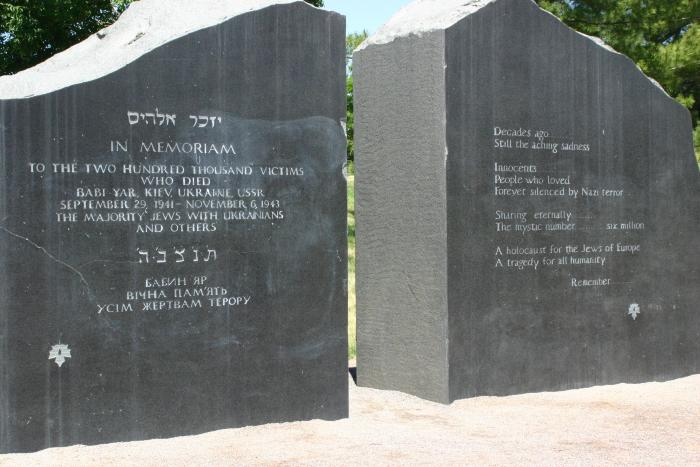 יזכר אלהים
IN MEMORIAM
TO THE TWO HUNDRED THOUSAND VICTIMS
WHO DIED
BABI YAR, KIEV, UKRAINE, USSR
SEPTEMBER 29, 1941 - NOVEMBER 6, 1943
THE MAJORITY JEWS WITH UKRAINIANS
AND OTHERS
ת נ צ ב ה
БАБИН ЯР
ВІЧНА ПАМ'ЯТЬ
УСІМ ЖЕРТВАМ ТЕРОРУ
Decades ago........
Still the aching sadness
Innocents........
People who loved
Forever silenced by Nazi terror...
Sharing eternally........
The mystic number........ six million
A holocaust for the Jews of Europe
A tragedy for all humanity
Remember